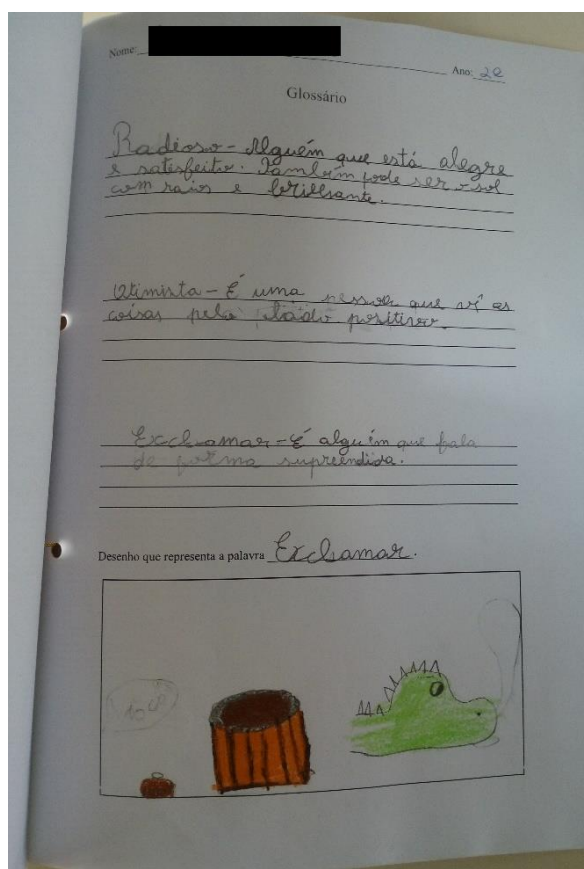 Nome:
Ano: 2º
Glossário
Radioso - Alguém que está alegre
e satisfeito. Também pode ser o sol
com raios e brilhante.
Otimista - É uma pessoa que vê as
coisas pelo lado positivo.
Exclamar - É alguém que fala
de forma supreendida.
Desenho que representa a palavra Exclamar.